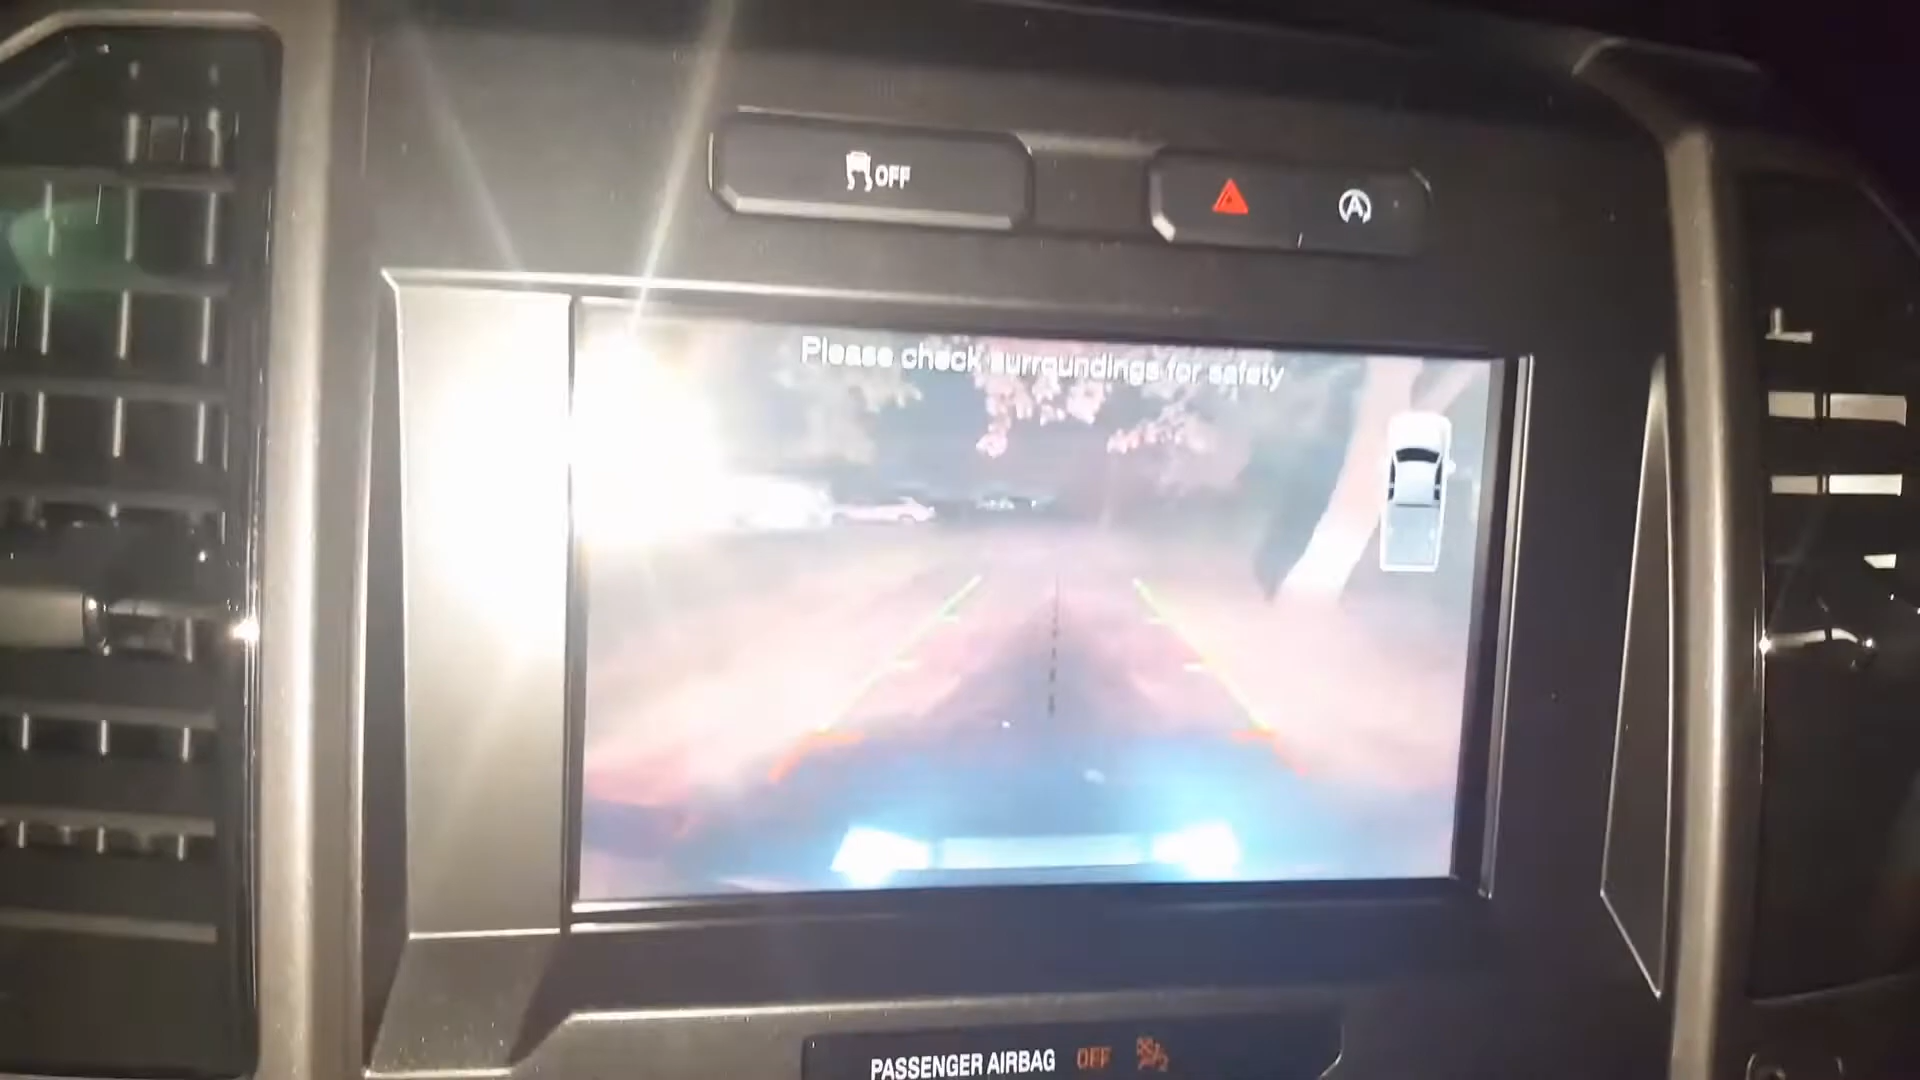 OFF
A
Please check surroundings for safety
PASSENGER AIRBAG OFF